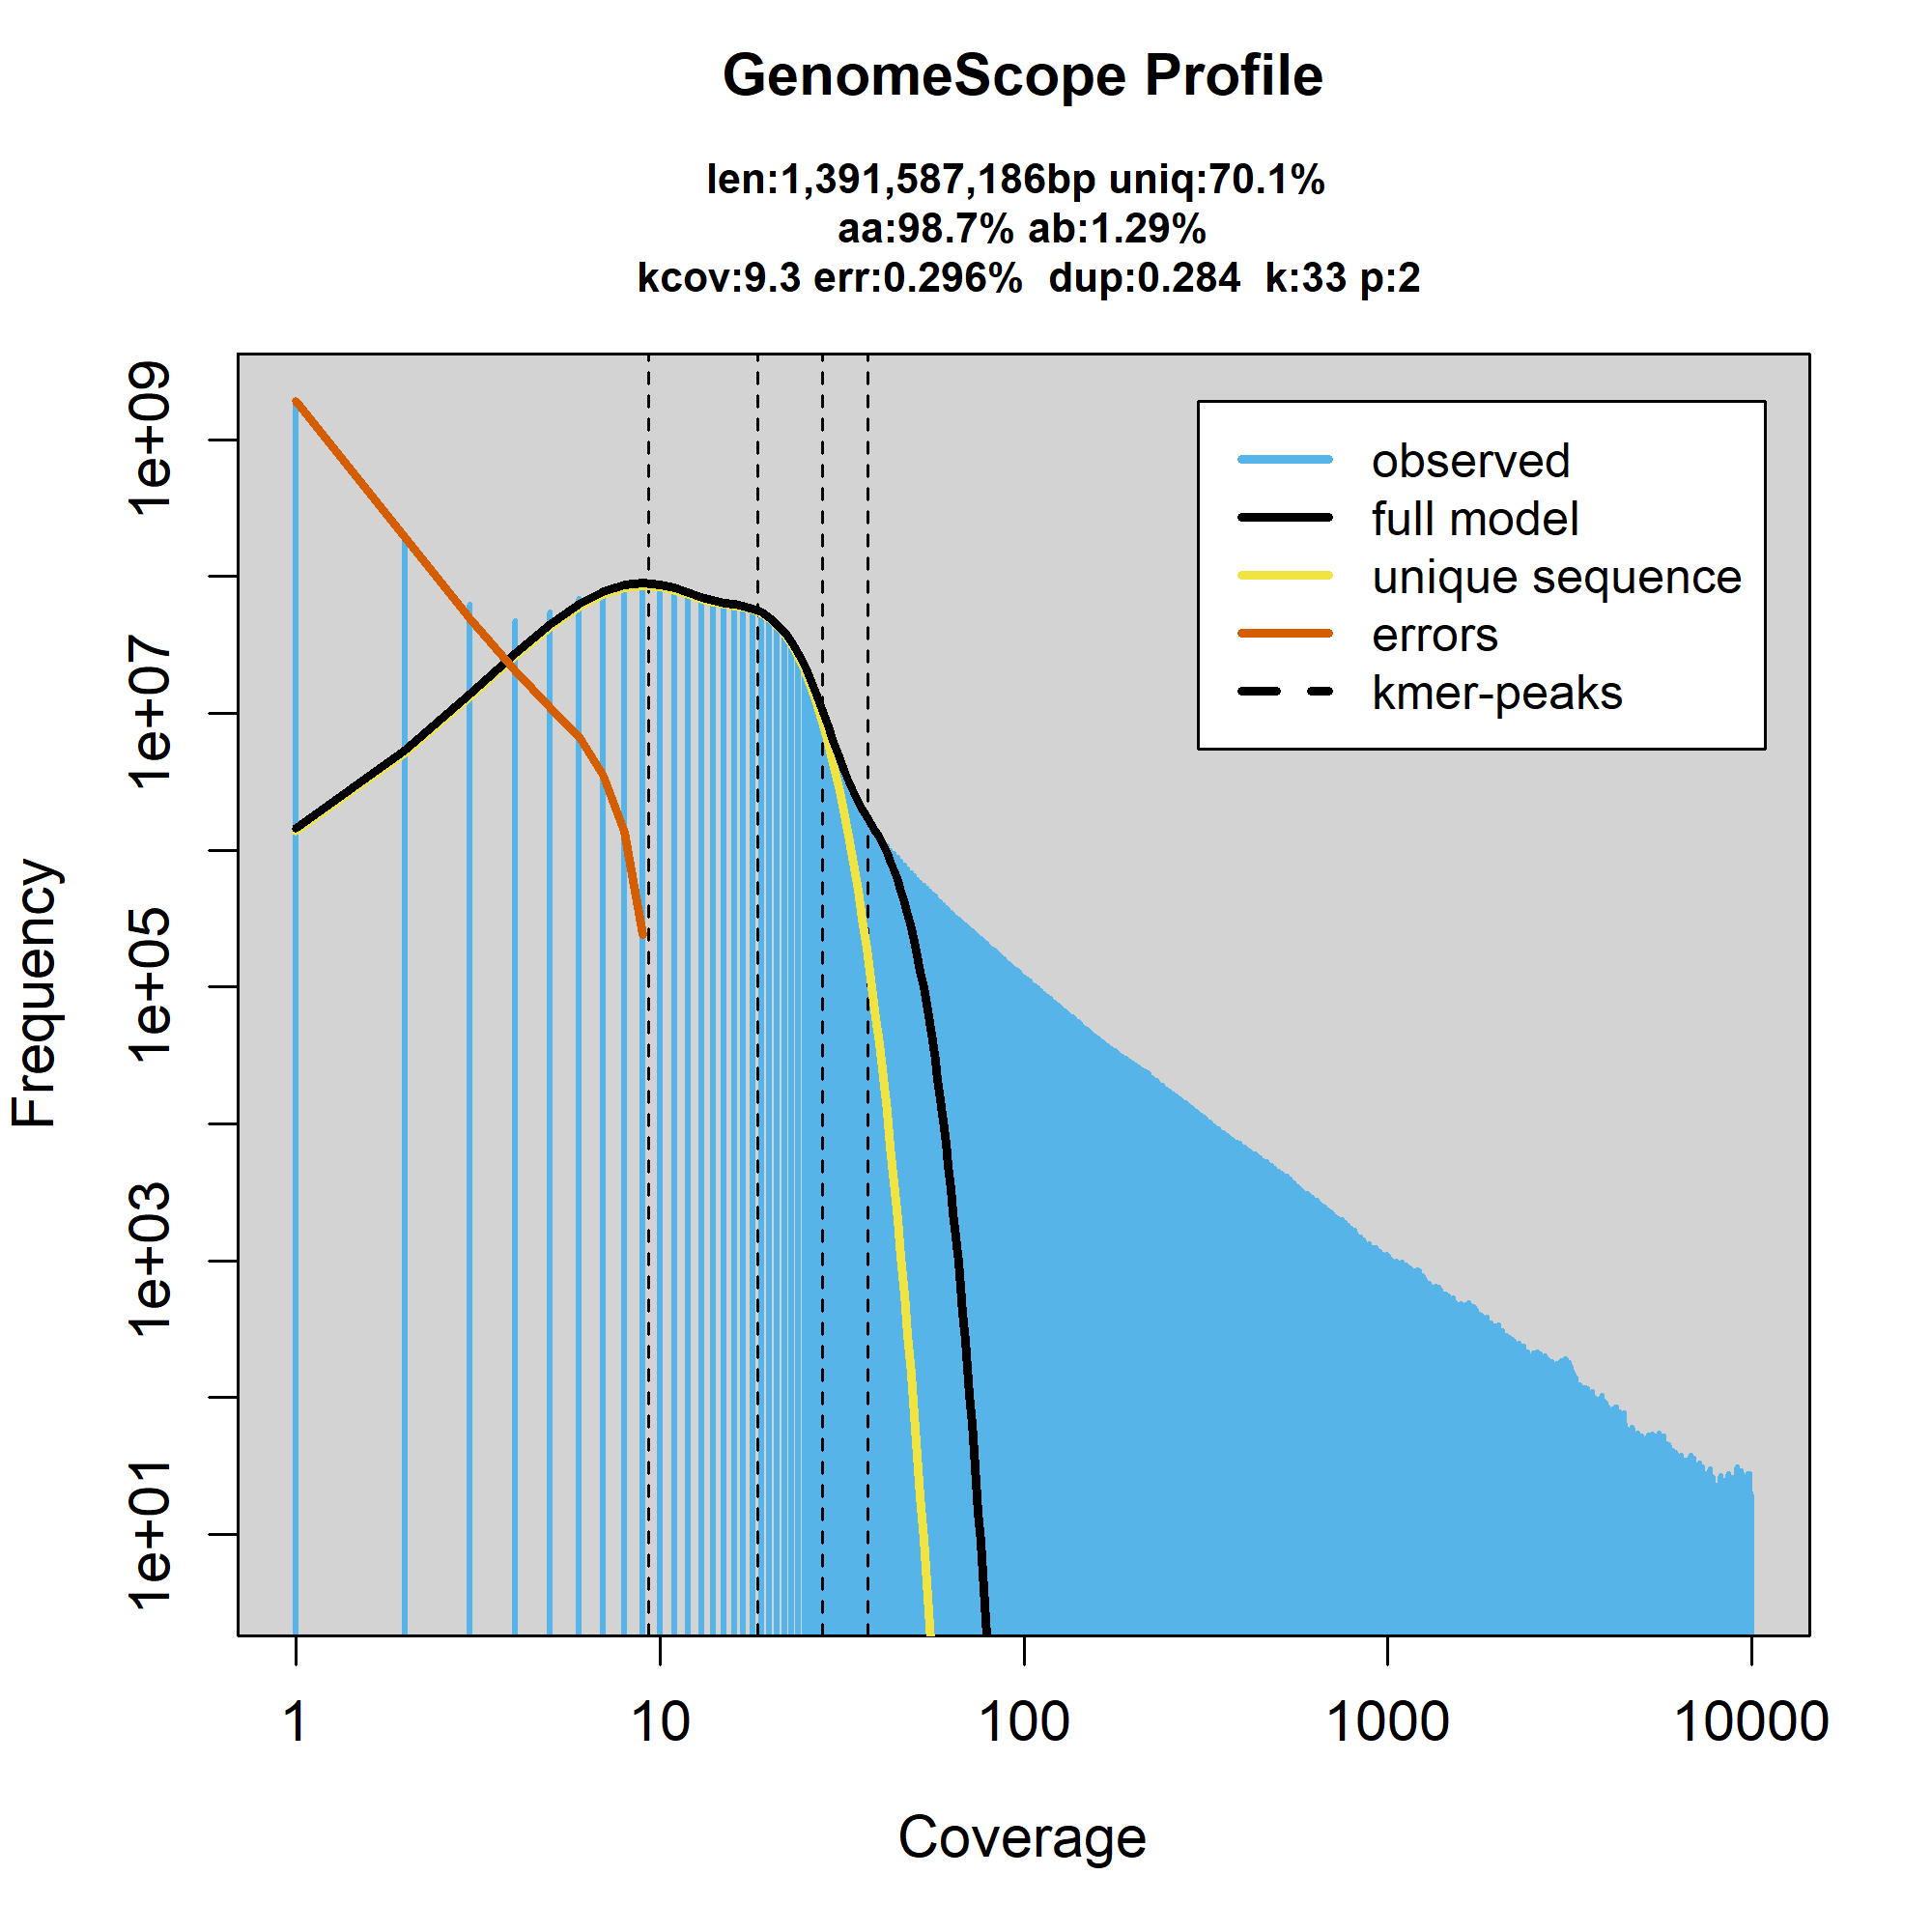 GenomeScope Profile
len:1,391,587,186bp uniq:70.1%
aa:98.7% ab:1.29%
kcov:9.3 err:0.296% dup:0.284 k:33 p:2
observed
full model
unique sequence
errors
kmer-peaks
Frequency
1e+09
1e+07
1e+05
1e+03
1e+01
1 10 100 1000 10000
Coverage